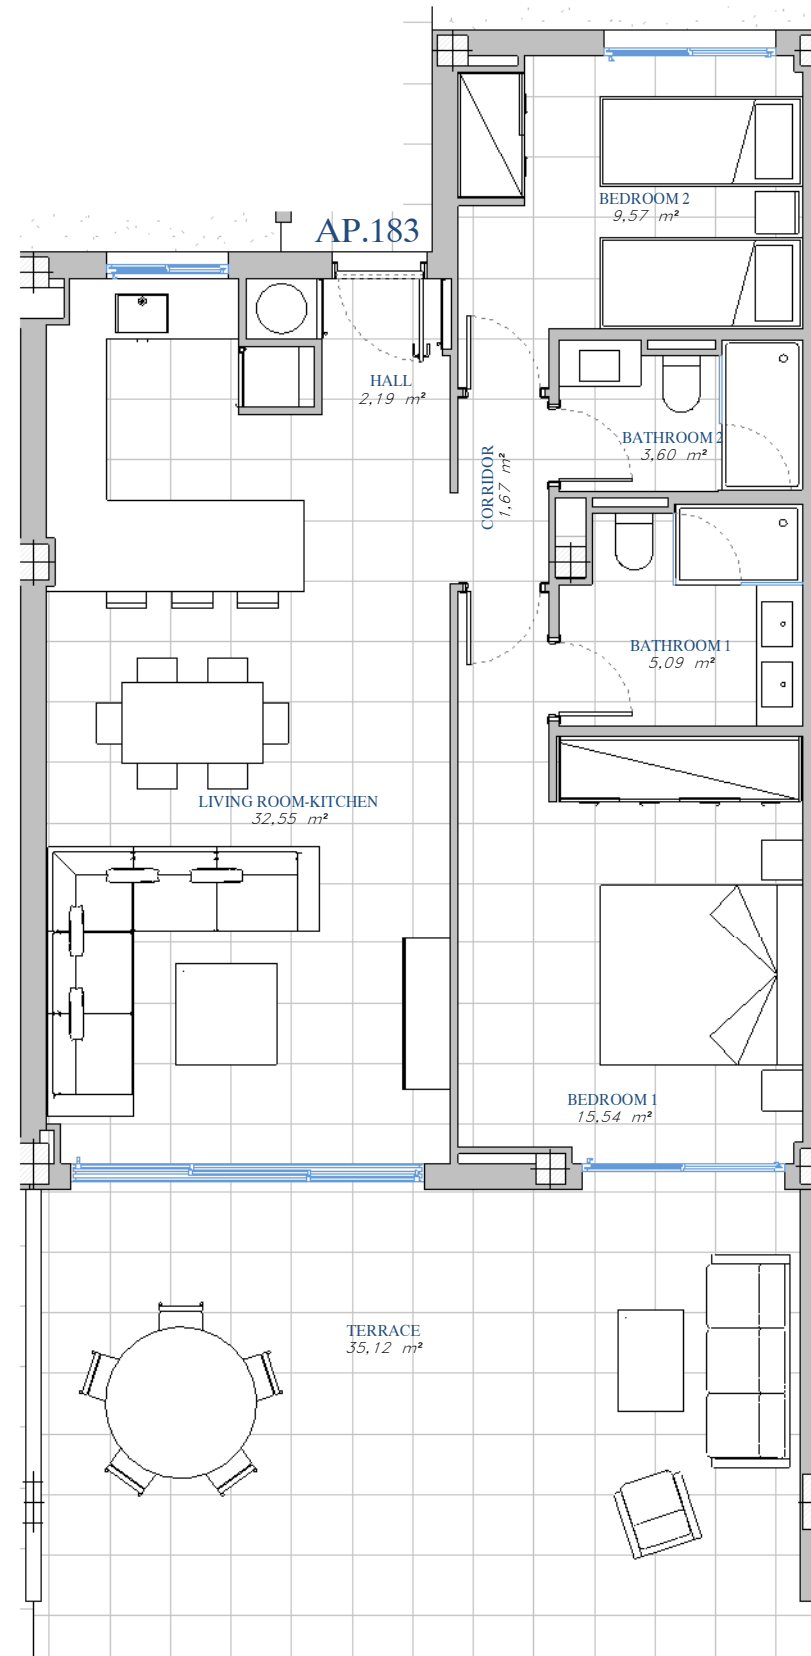 BEDROOM 2
9,57 m²
AP.183
HALL
2,19 m²
BATHROOM 2
3,60 m²
CORRIDOR
1,67 m²
BATHROOM 1
5,09 m²
LIVING ROOM-KITCHEN
32,55 m²
BEDROOM 1
15,54 m²
TERRACE
35,12 m²